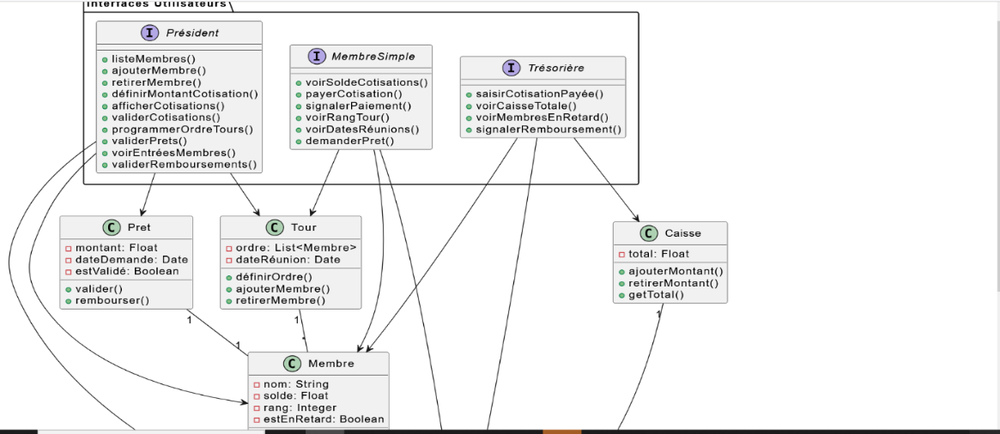 Interfaces Utilisateurs
I Président
listeMembres()
ajouterMembre()
retirerMembre()
définirMontantCotisation()
afficherCotisations()
validerCotisations()
programmerOrdreTours()
validerPrets()
voirEntréesMembres()
validerRemboursements()
I MembreSimple
voirSoldeCotisations()
payerCotisation()
signalerPaiement()
voirRangTour()
voirDatesRéunions()
demanderPret()
I Trésorière
saisirCotisationPayée()
voirCaisseTotale()
voirMembresEnRetard()
signalerRemboursement()
C Pret
montant: Float
dateDemande: Date
estValidé: Boolean
valider()
rembourser()
C Tour
ordre: List<Membre>
dateRéunion: Date
définirOrdre()
ajouterMembre()
retirerMembre()
C Caisse
total: Float
ajouterMontant()
retirerMontant()
getTotal()
1
1
1
*
1
C Membre
nom: String
solde: Float
rang: Integer
estEnRetard: Boolean